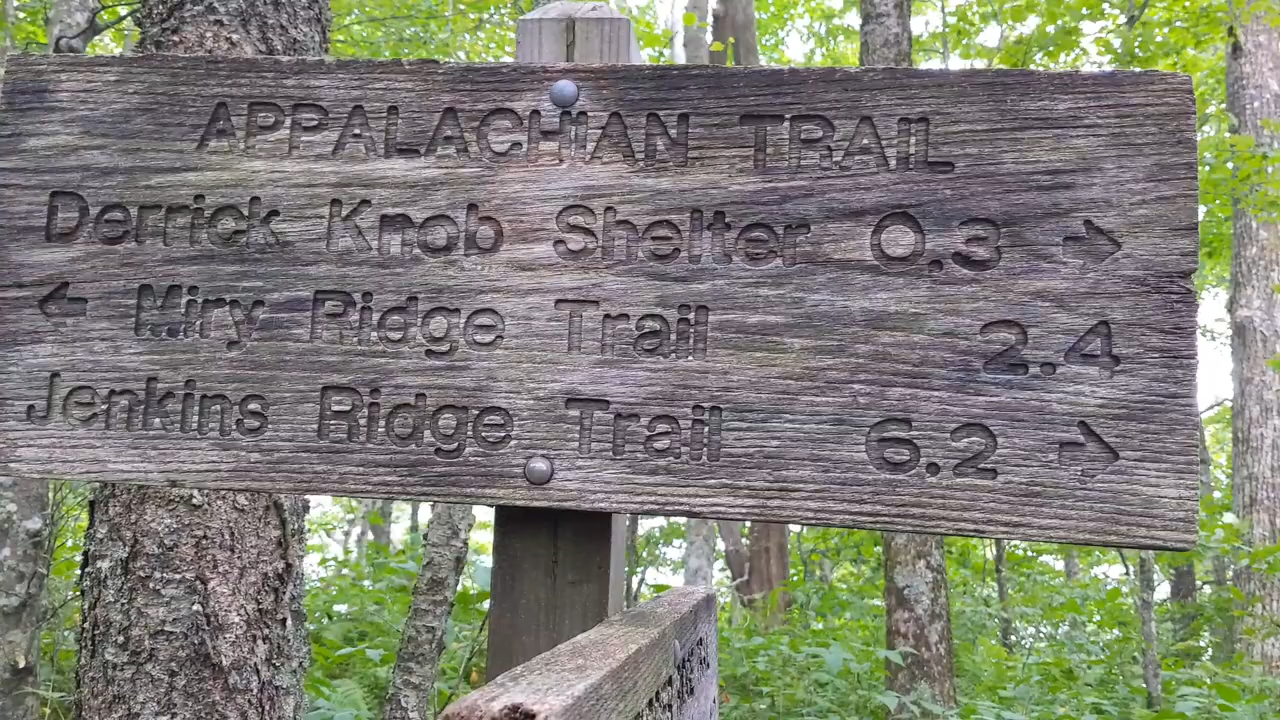 APPALACHIAN TRAIL
Derrick Knob Shelter 0.3 →
← Miry Ridge Trail 2.4
Jenkins Ridge Trail 6.2 →